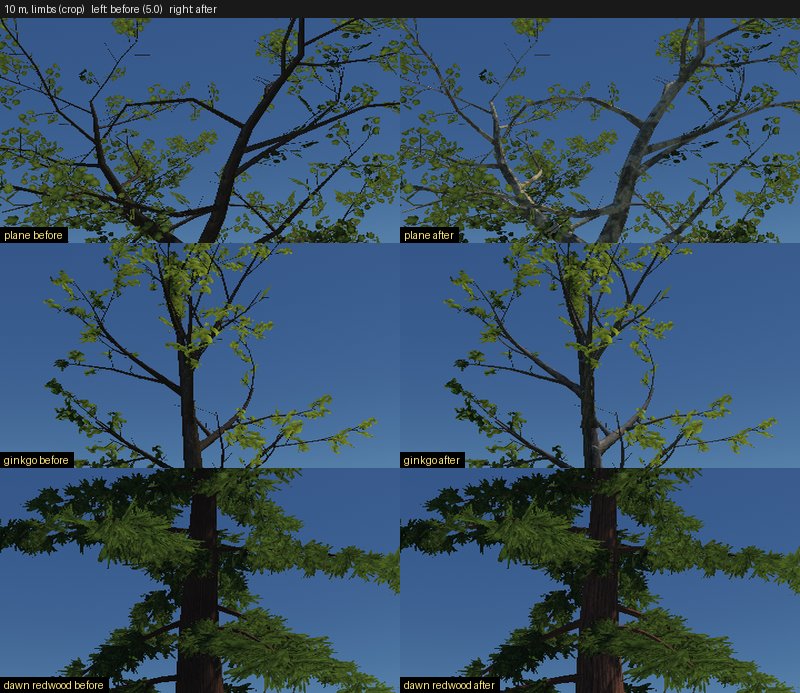 10 m, limbs (crop)   left before (5.0)   right after
plane before
plane after
ginkgo before
ginkgo after
dawn redwood before
dawn redwood after